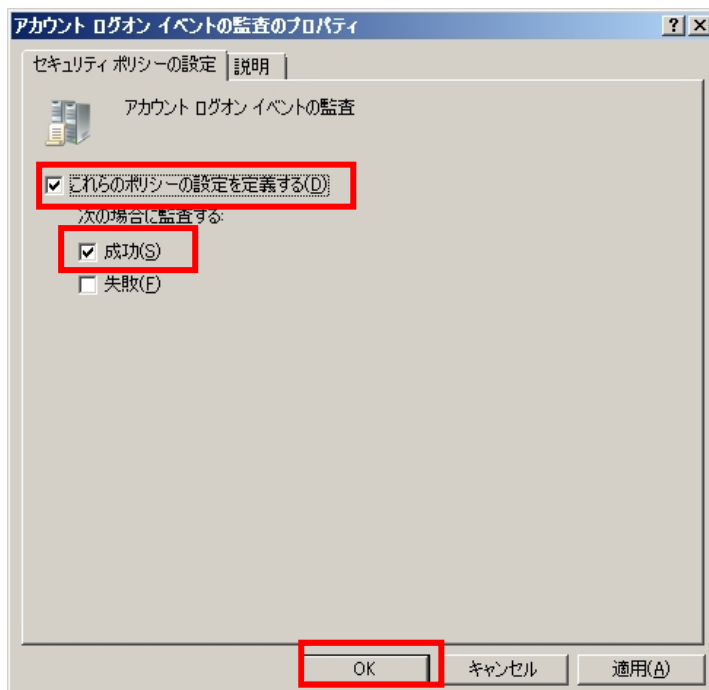 アカウント ログオン イベントの監査のプロパティ
?
セキュリティ ポリシーの設定 説明
アカウント ログオン イベントの監査
これらのポリシーの設定を定義する(D)
次の場合に監査する:
成功(S)
失敗(F)
OK キャンセル 適用(A)